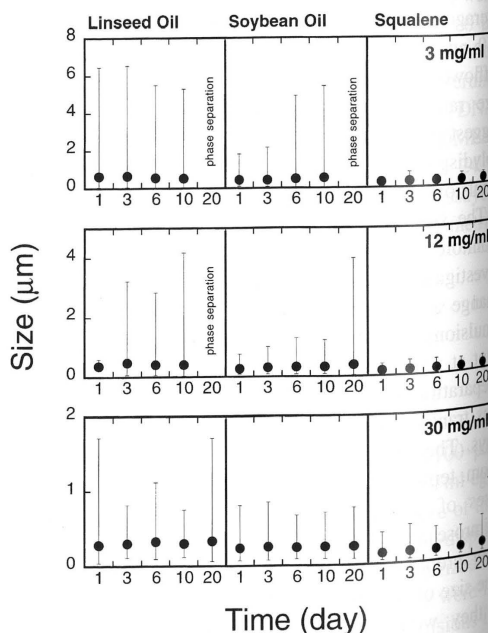 Linseed Oil Soybean Oil Squalene
8 3 mg/ml
6
4
2
0
phase separation
phase separation
1 3 6 10 20 1 3 6 10 20 1 3 6 10 20
12 mg/ml
4
2
0
phase separation
1 3 6 10 20 1 3 6 10 20 1 3 6 10 20
2 30 mg/ml
1
0
1 3 6 10 20 1 3 6 10 20 1 3 6 10 20
Size (μm)
Time (day)